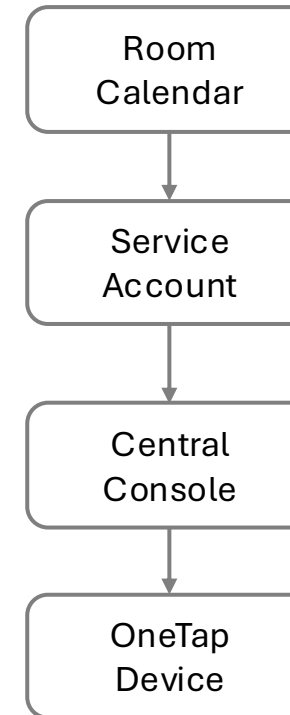 Room
Calendar
Service
Account
Central
Console
OneTap
Device